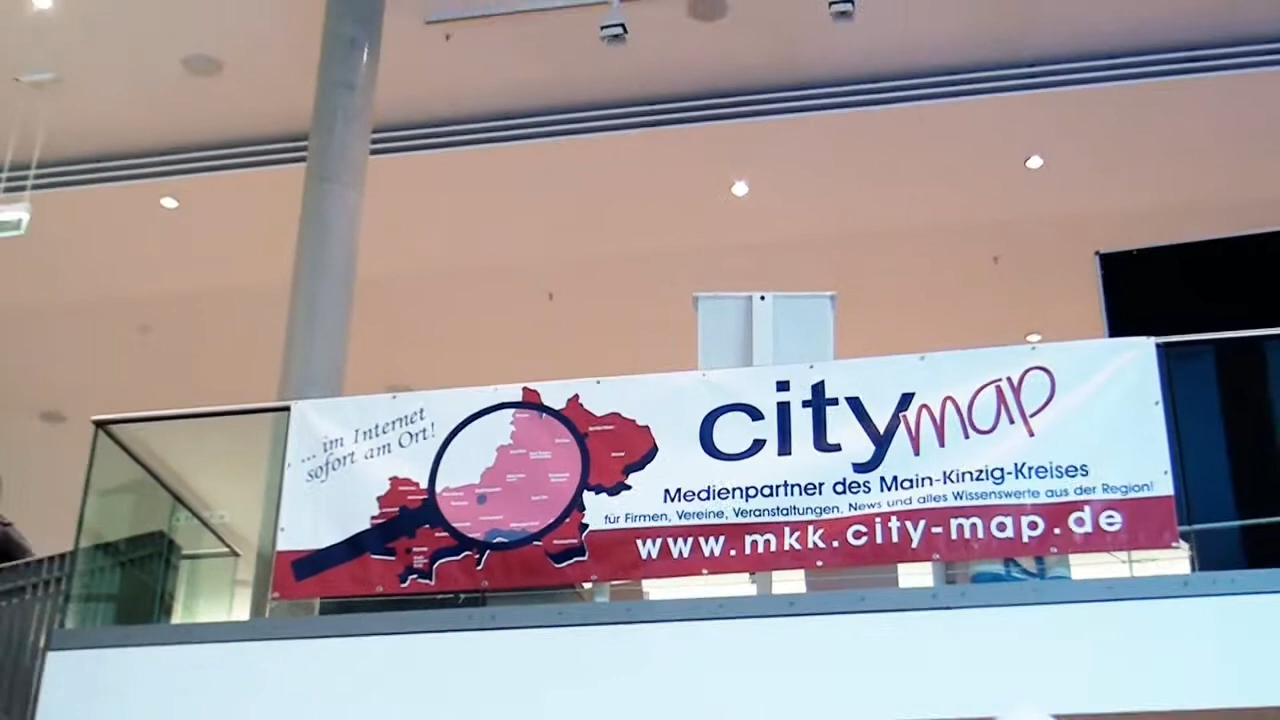 ... im Internet
sofort am Ort!
citymap
Medienpartner des Main-Kinzig-Kreises
für Firmen, Vereine, Veranstaltungen, News und alles Wissenswerte aus der Region!
www.mkk.city-map.de